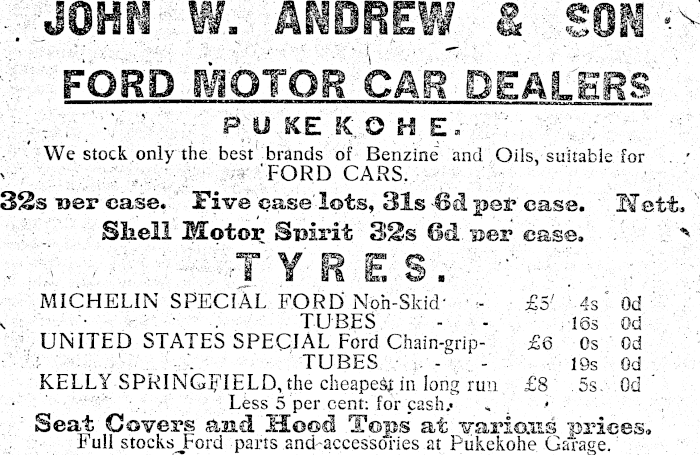 JOHN W. ANDREW & SON
FORD MOTOR CAR DEALERS
PUKEKOHE.
We stock only the best brands of Benzine and Oils, suitable for
FORD CARS.
32s per case. Five case lots, 31s 6d per case. Nett.
Shell Motor Spirit 32s 6d per case.
TYRES.
MICHELIN SPECIAL FORD Non-Skid - £5 4s 0d
TUBES - - 16s 0d
UNITED STATES SPECIAL Ford Chain-grip- £6 0s 0d
TUBES - - 19s 0d
KELLY SPRINGFIELD, the cheapest in long run £8 5s 0d
Less 5 per cent: for cash.
Seat Covers and Hood Tops at various prices.
Full stocks Ford parts and accessories at Pukekohe Garage.